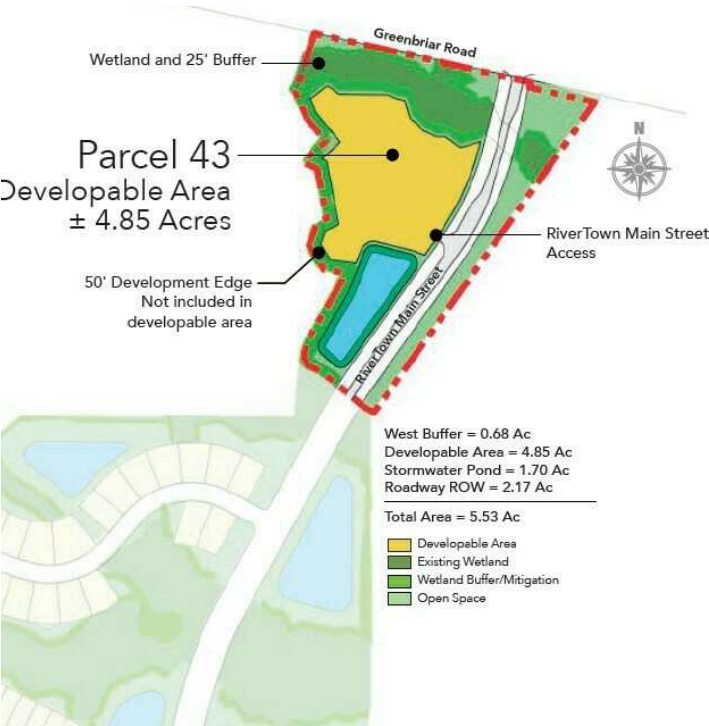 Greenbriar Road
Wetland and 25' Buffer
Parcel 43
Developable Area
± 4.85 Acres
N
RiverTown Main Street
Access
50' Development Edge
Not included in
developable area
RiverTown Main Street
West Buffer = 0.68 Ac
Developable Area = 4.85 Ac
Stormwater Pond = 1.70 Ac
Roadway ROW = 2.17 Ac
Total Area = 5.53 Ac
Developable Area
Existing Wetland
Wetland Buffer/Mitigation
Open Space